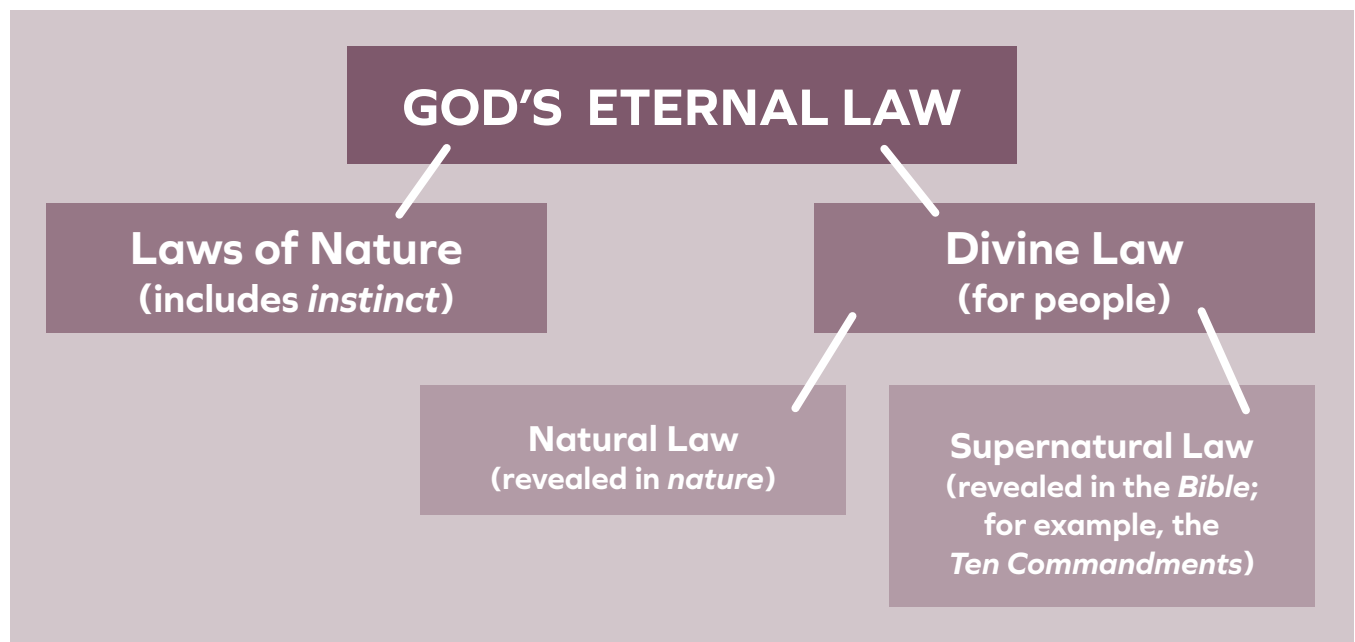 GOD’S ETERNAL LAW
Laws of Nature
(includes instinct)
Divine Law
(for people)
Natural Law
(revealed in nature)
Supernatural Law
(revealed in the Bible;
for example, the
Ten Commandments)